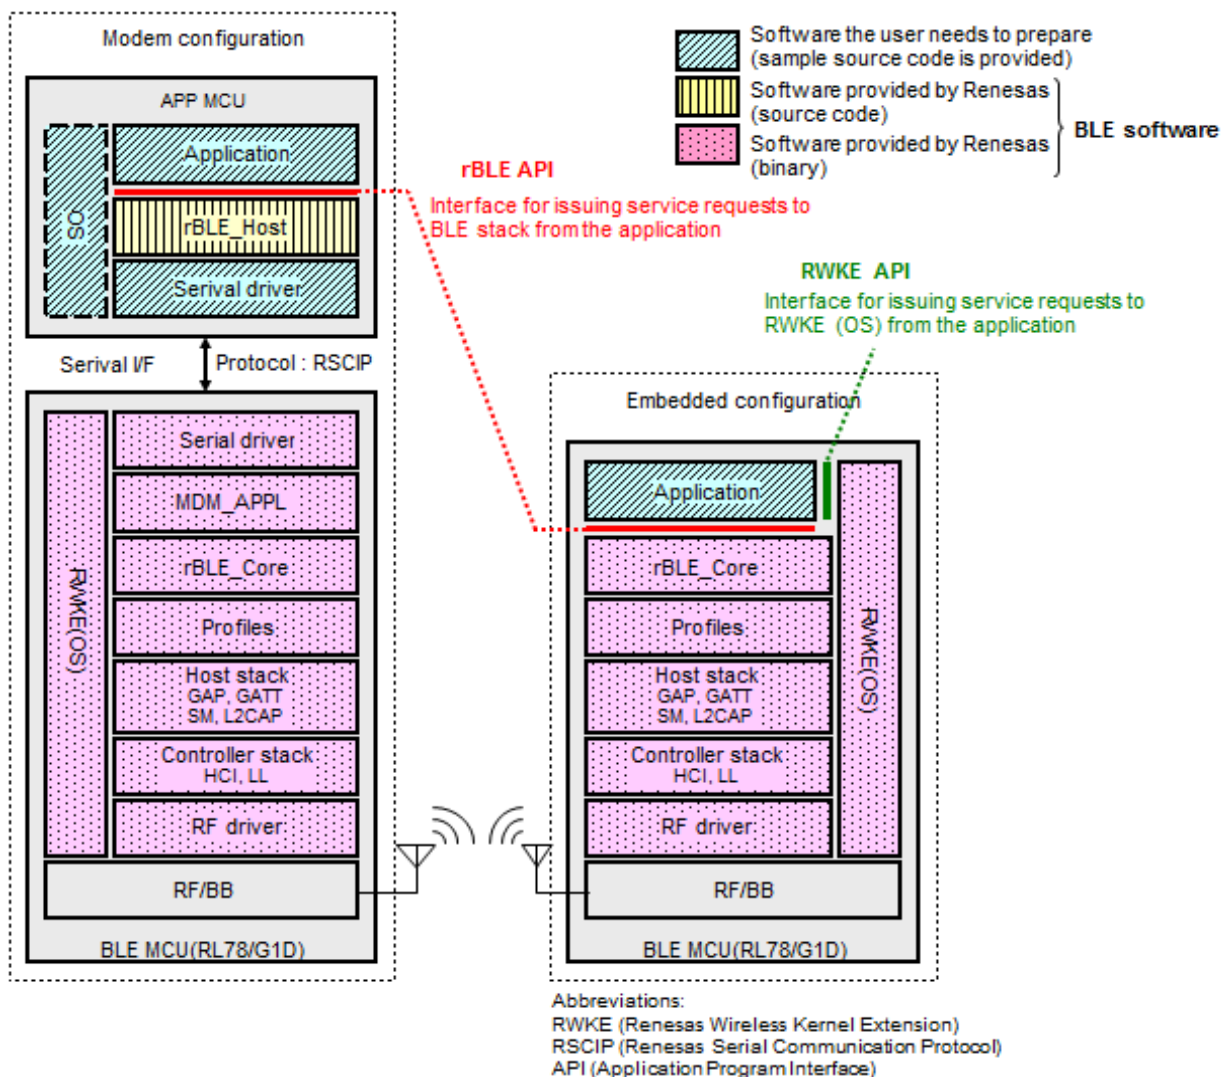 Modem configuration
APP MCU
OS
Application
rBLE_Host
Serival driver
Serival I/F
Protocol : RSCIP
RWKE(OS)
Serial driver
MDM_APPL
rBLE_Core
Profiles
Host stack
GAP, GATT
SM, L2CAP
Controller stack
HCI, LL
RF driver
RF/BB
BLE MCU(RL78/G1D)
Software the user needs to prepare
(sample source code is provided)
Software provided by Renesas
(source code)
Software provided by Renesas
(binary)
BLE software
rBLE API
Interface for issuing service requests to
BLE stack from the application
RWKE API
Interface for issuing service requests to
RWKE (OS) from the application
Embedded configuration
Application
rBLE_Core
Profiles
Host stack
GAP, GATT
SM, L2CAP
Controller stack
HCI, LL
RF driver
RWKE(OS)
RF/BB
BLE MCU(RL78/G1D)
Abbreviations:
RWKE (Renesas Wireless Kernel Extension)
RSCIP (Renesas Serial Communication Protocol)
API (Application Program Interface)